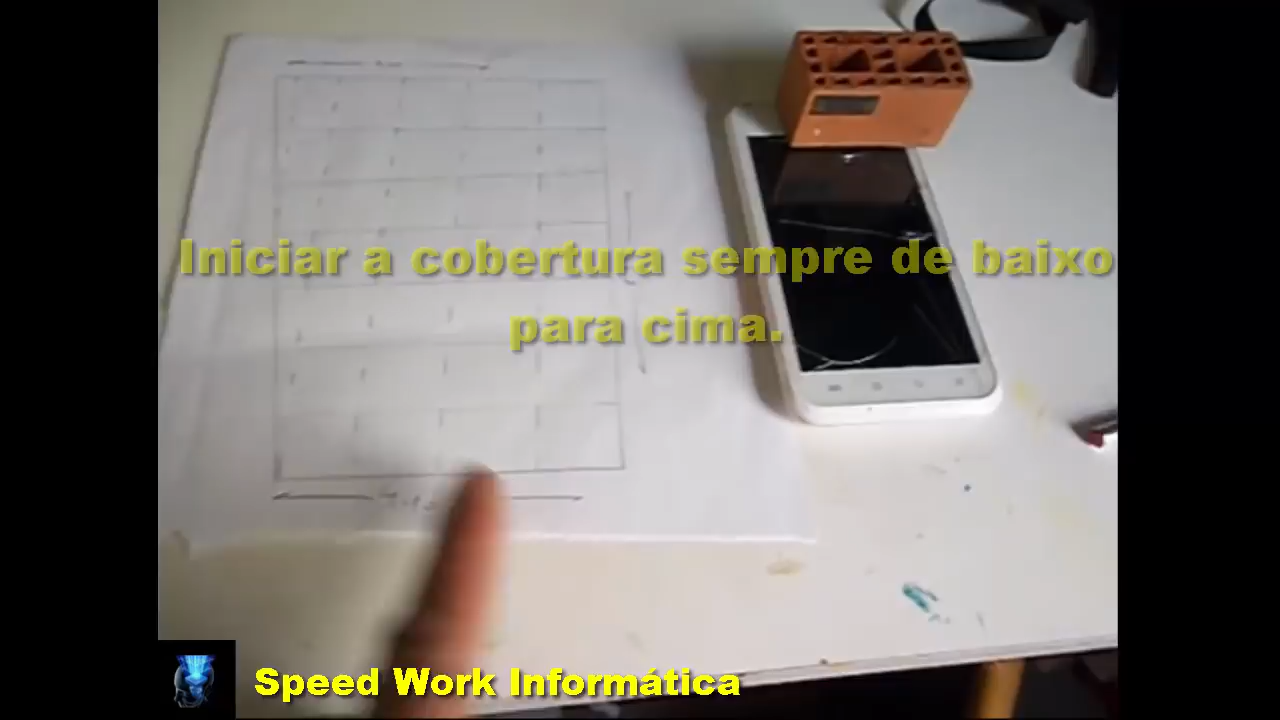 Iniciar a cobertura sempre de baixo
para cima.
Speed Work Informática